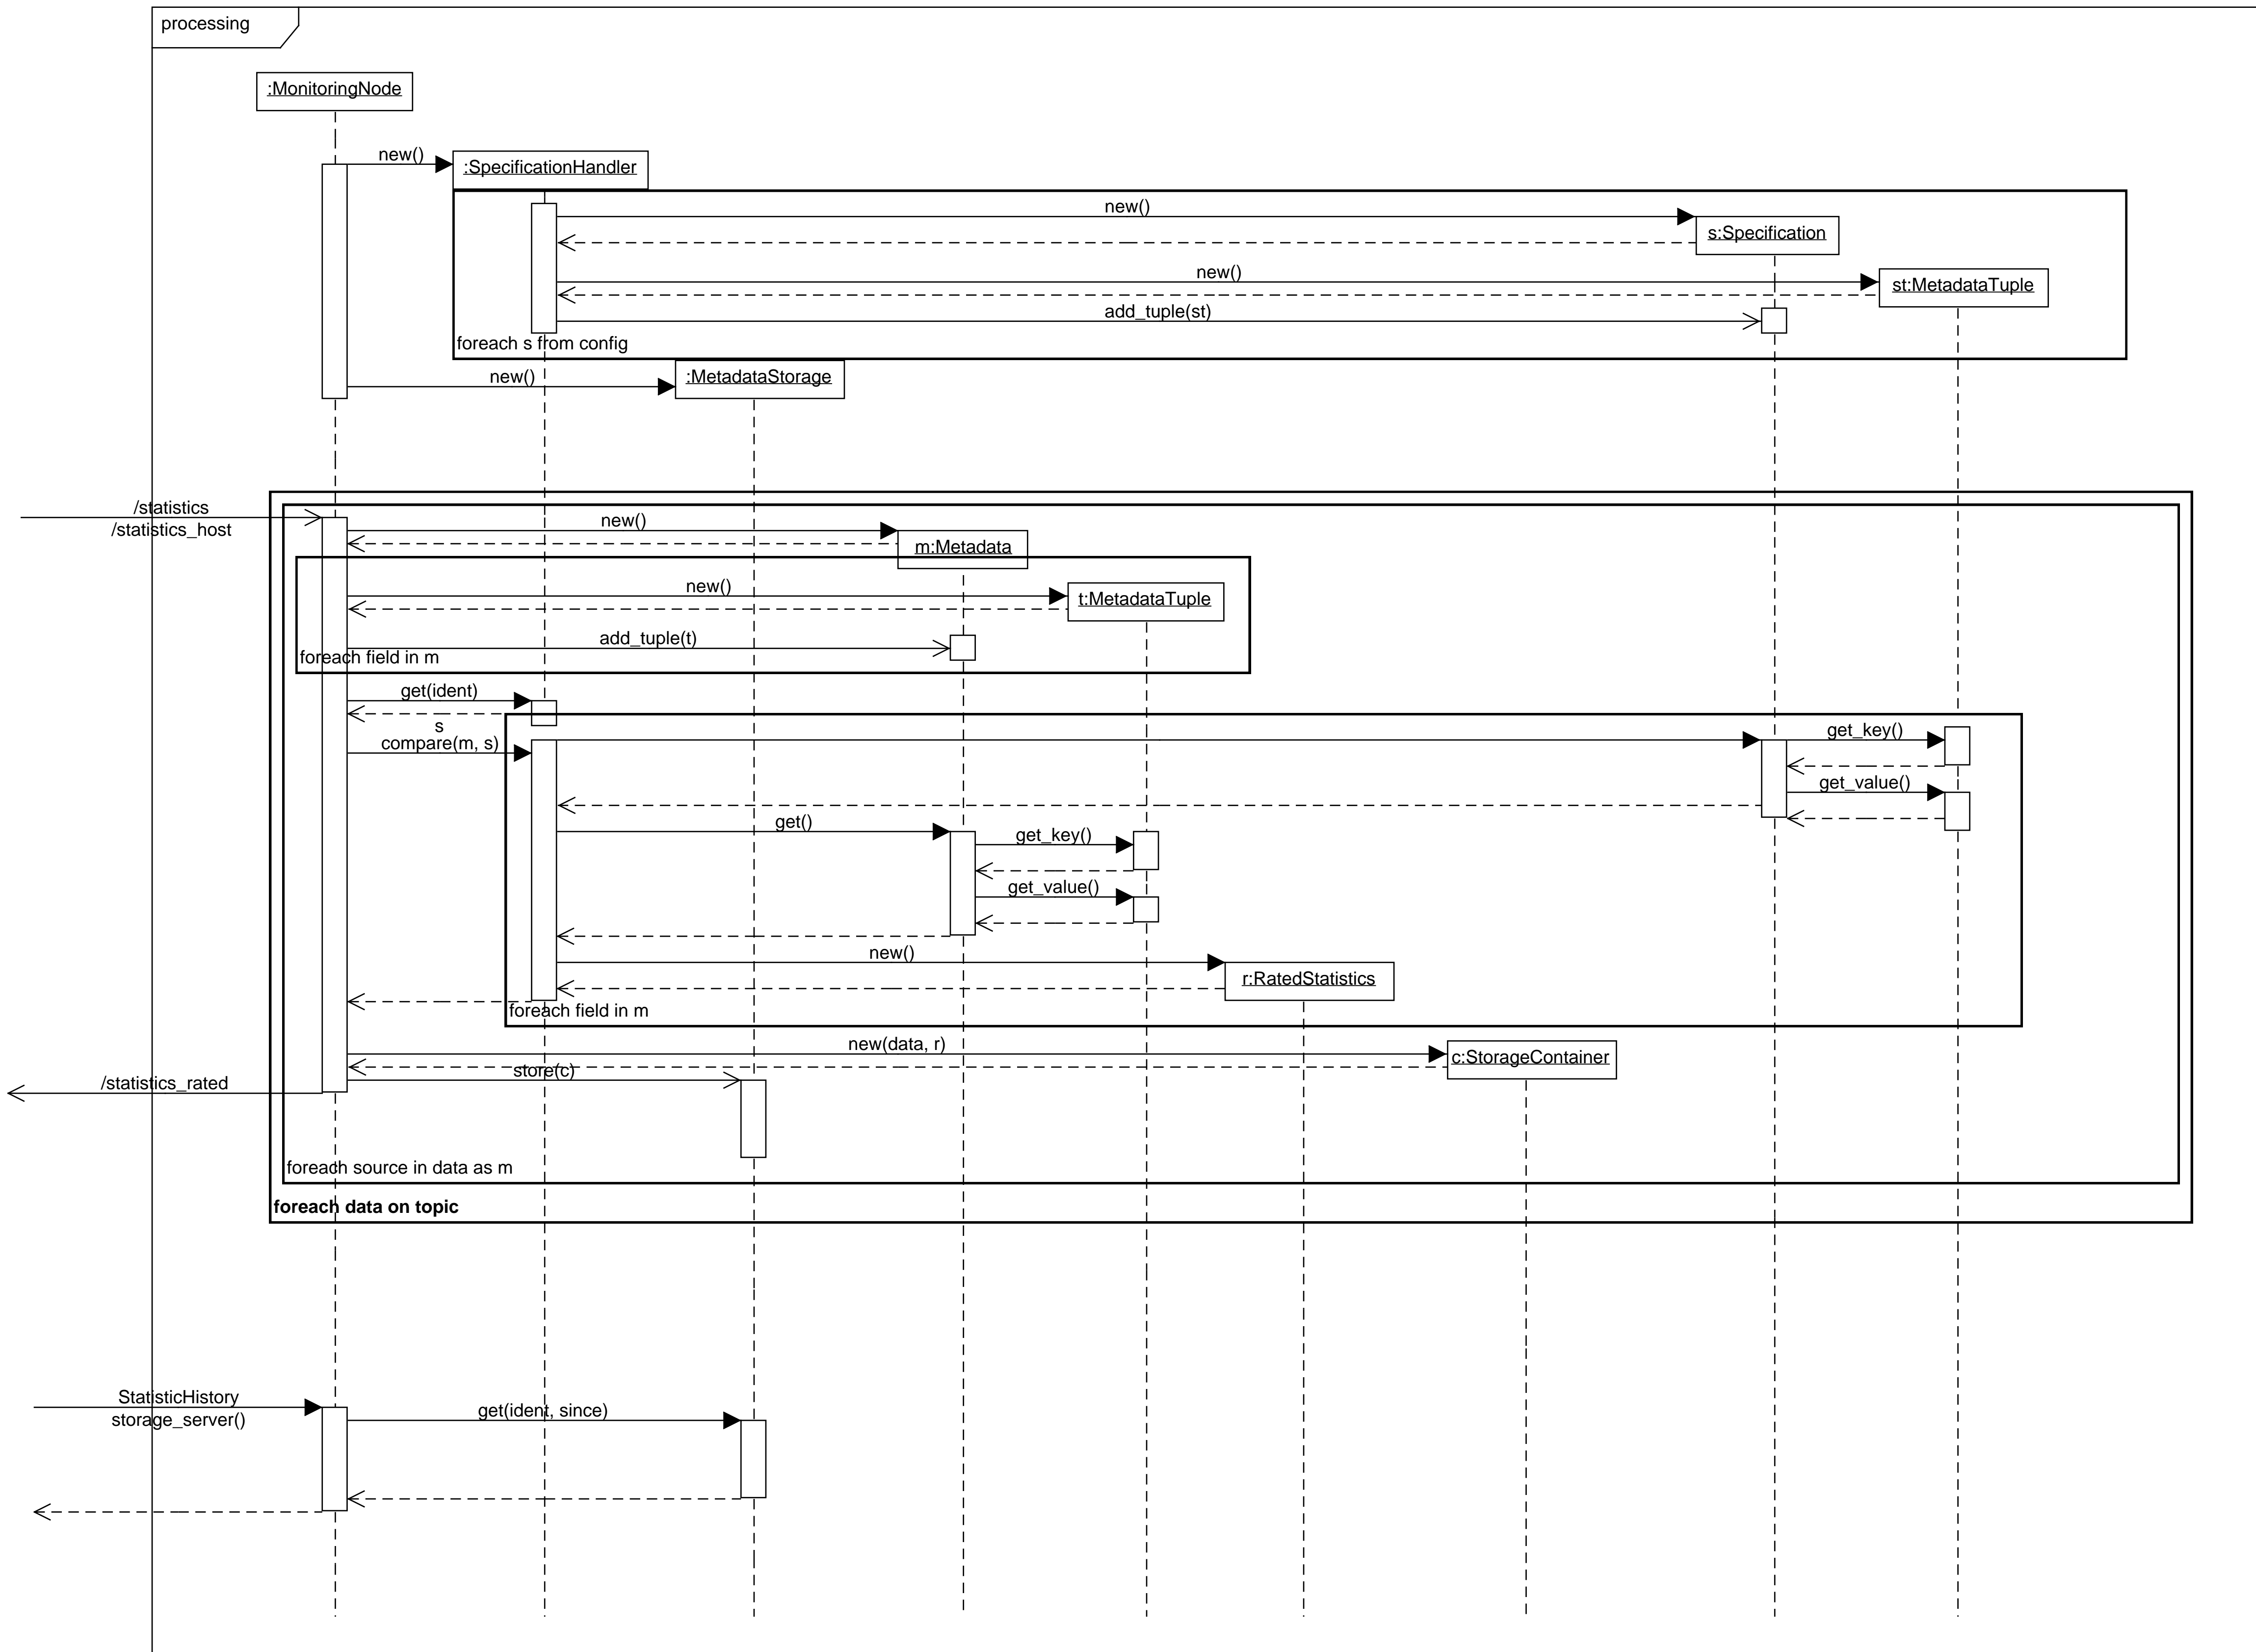 processing
:MonitoringNode
new()
:SpecificationHandler
new()
s:Specification
new()
st:MetadataTuple
add_tuple(st)
foreach s from config
new()
:MetadataStorage
/statistics
/statistics_host
new()
m:Metadata
new()
t:MetadataTuple
add_tuple(t)
foreach field in m
get(ident)
s
compare(m, s)
get_key()
get_value()
get()
get_key()
get_value()
new()
r:RatedStatistics
foreach field in m
new(data, r)
c:StorageContainer
store(c)
/statistics_rated
foreach source in data as m
foreach data on topic
StatisticHistory
storage_server()
get(ident, since)